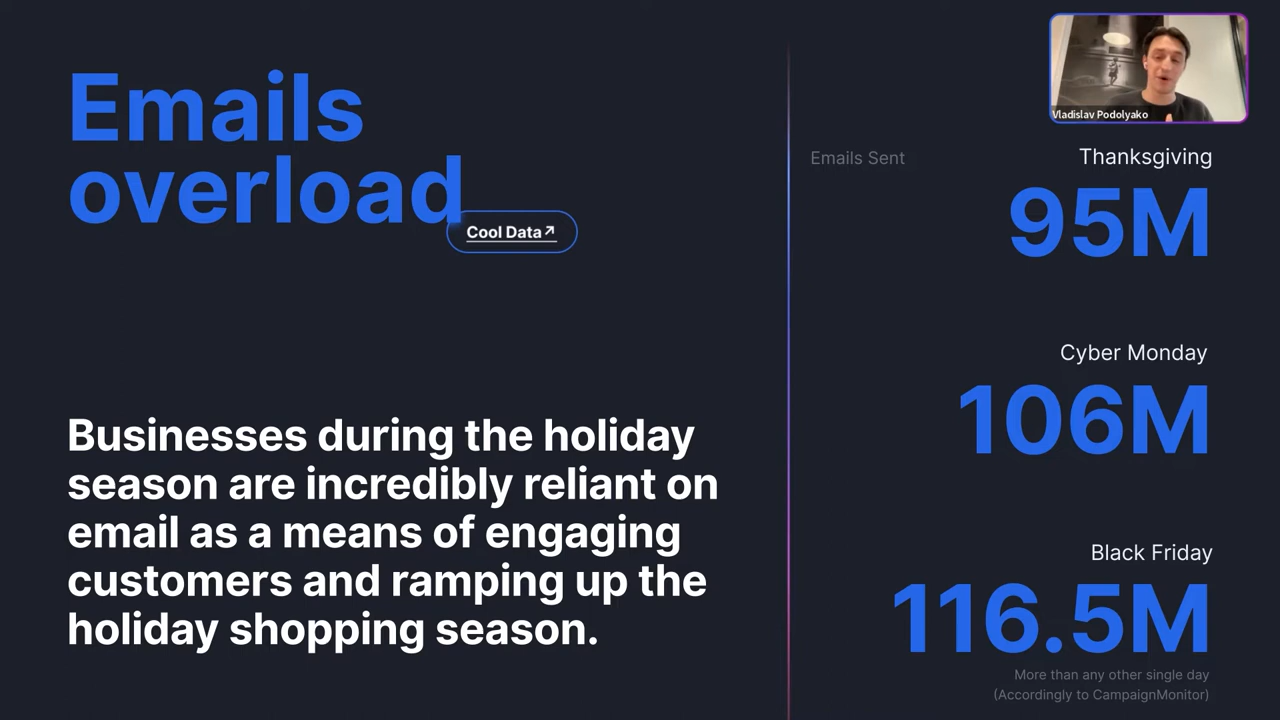 Emails
overload
Cool Data↗
Businesses during the holiday
season are incredibly reliant on
email as a means of engaging
customers and ramping up the
holiday shopping season.
Vladislav Podolyako
Emails Sent
Thanksgiving
95M
Cyber Monday
106M
Black Friday
116.5M
More than any other single day
(Accordingly to CampaignMonitor)